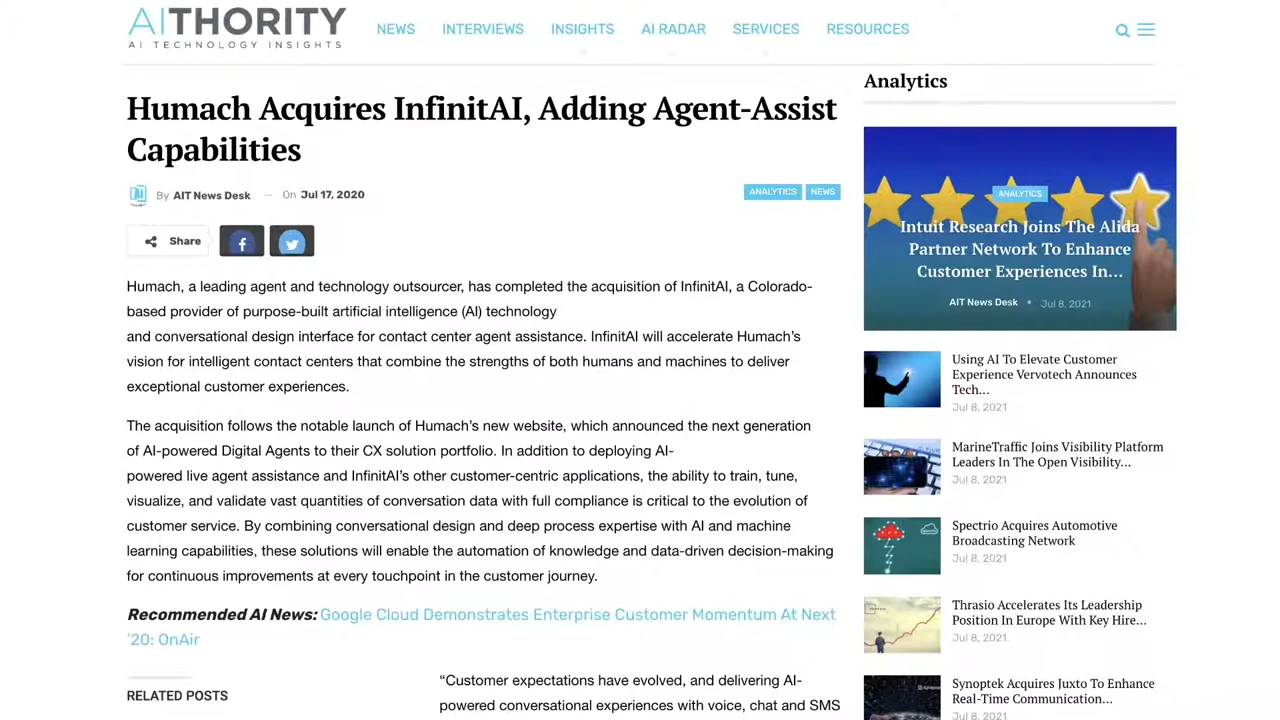 AITHORITY
AI TECHNOLOGY INSIGHTS
NEWS
INTERVIEWS
INSIGHTS
AI RADAR
SERVICES
RESOURCES
Humach Acquires InfinitAI, Adding Agent-Assist
Capabilities
By AIT News Desk — On Jul 17, 2020
ANALYTICS
NEWS
Share
Humach, a leading agent and technology outsourcer, has completed the acquisition of InfinitAI, a Colorado-
based provider of purpose-built artificial intelligence (AI) technology
and conversational design interface for contact center agent assistance. InfinitAI will accelerate Humach's
vision for intelligent contact centers that combine the strengths of both humans and machines to deliver
exceptional customer experiences.
The acquisition follows the notable launch of Humach's new website, which announced the next generation
of AI-powered Digital Agents to their CX solution portfolio. In addition to deploying AI-
powered live agent assistance and InfinitAI's other customer-centric applications, the ability to train, tune,
visualize, and validate vast quantities of conversation data with full compliance is critical to the evolution of
customer service. By combining conversational design and deep process expertise with AI and machine
learning capabilities, these solutions will enable the automation of knowledge and data-driven decision-making
for continuous improvements at every touchpoint in the customer journey.
Recommended AI News: Google Cloud Demonstrates Enterprise Customer Momentum At Next
'20: OnAir
RELATED POSTS
“Customer expectations have evolved, and delivering AI-
powered conversational experiences with voice, chat and SMS
Analytics
ANALYTICS
Intuit Research Joins The Alida
Partner Network To Enhance
Customer Experiences In...
AIT News Desk • Jul 8, 2021
Using AI To Elevate Customer
Experience Vervotech Announces
Tech...
Jul 8, 2021
MarineTraffic Joins Visibility Platform
Leaders In The Open Visibility...
Jul 8, 2021
Spectrio Acquires Automotive
Broadcasting Network
Jul 8, 2021
Thrasio Accelerates Its Leadership
Position In Europe With Key Hire...
Jul 8, 2021
Synoptek Acquires Juxto To Enhance
Real-Time Communication...
Jul 8, 2021